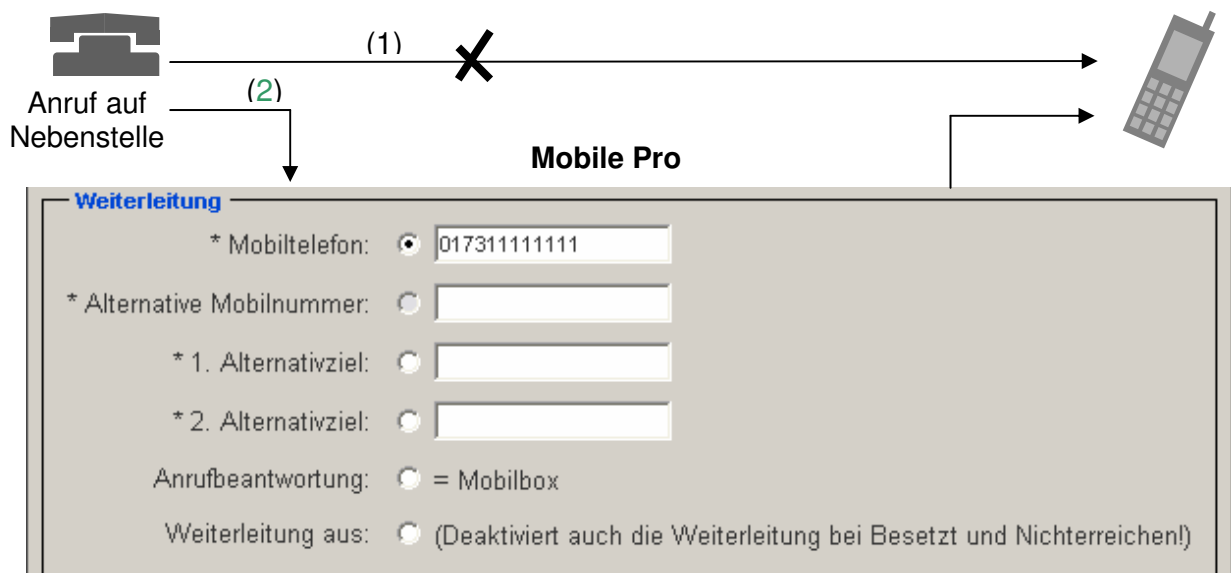 (1)
(2)
Anruf auf
Nebenstelle
Mobile Pro
Weiterleitung
* Mobiltelefon: 017311111111
* Alternative Mobilnummer:
* 1. Alternativziel:
* 2. Alternativziel:
Anrufbeantwortung: = Mobilbox
Weiterleitung aus: (Deaktiviert auch die Weiterleitung bei Besetzt und Nichterreichen!)